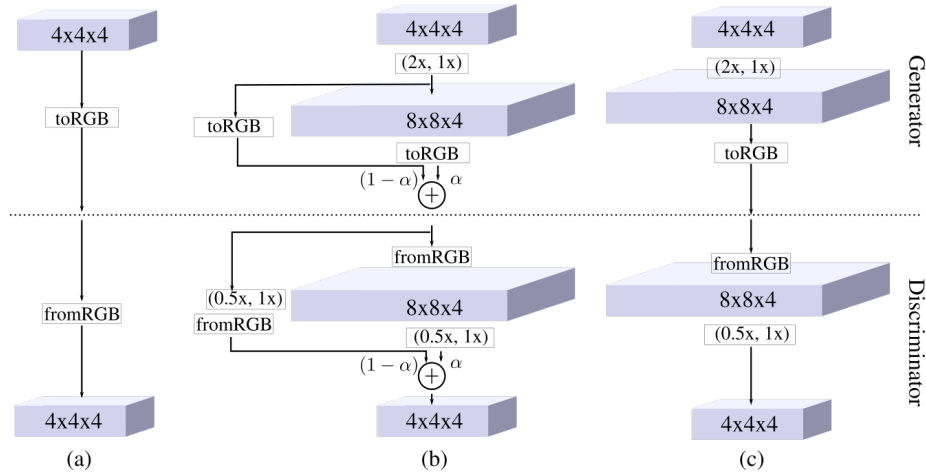 4x4x4
toRGB
fromRGB
4x4x4
(a)
4x4x4
(2x, 1x)
8x8x4
toRGB
toRGB
(1 − α)
α
+
fromRGB
8x8x4
(0.5x, 1x)
fromRGB
(0.5x, 1x)
(1 − α)
α
+
4x4x4
(b)
4x4x4
(2x, 1x)
8x8x4
toRGB
fromRGB
8x8x4
(0.5x, 1x)
4x4x4
(c)
Generator
Discriminator